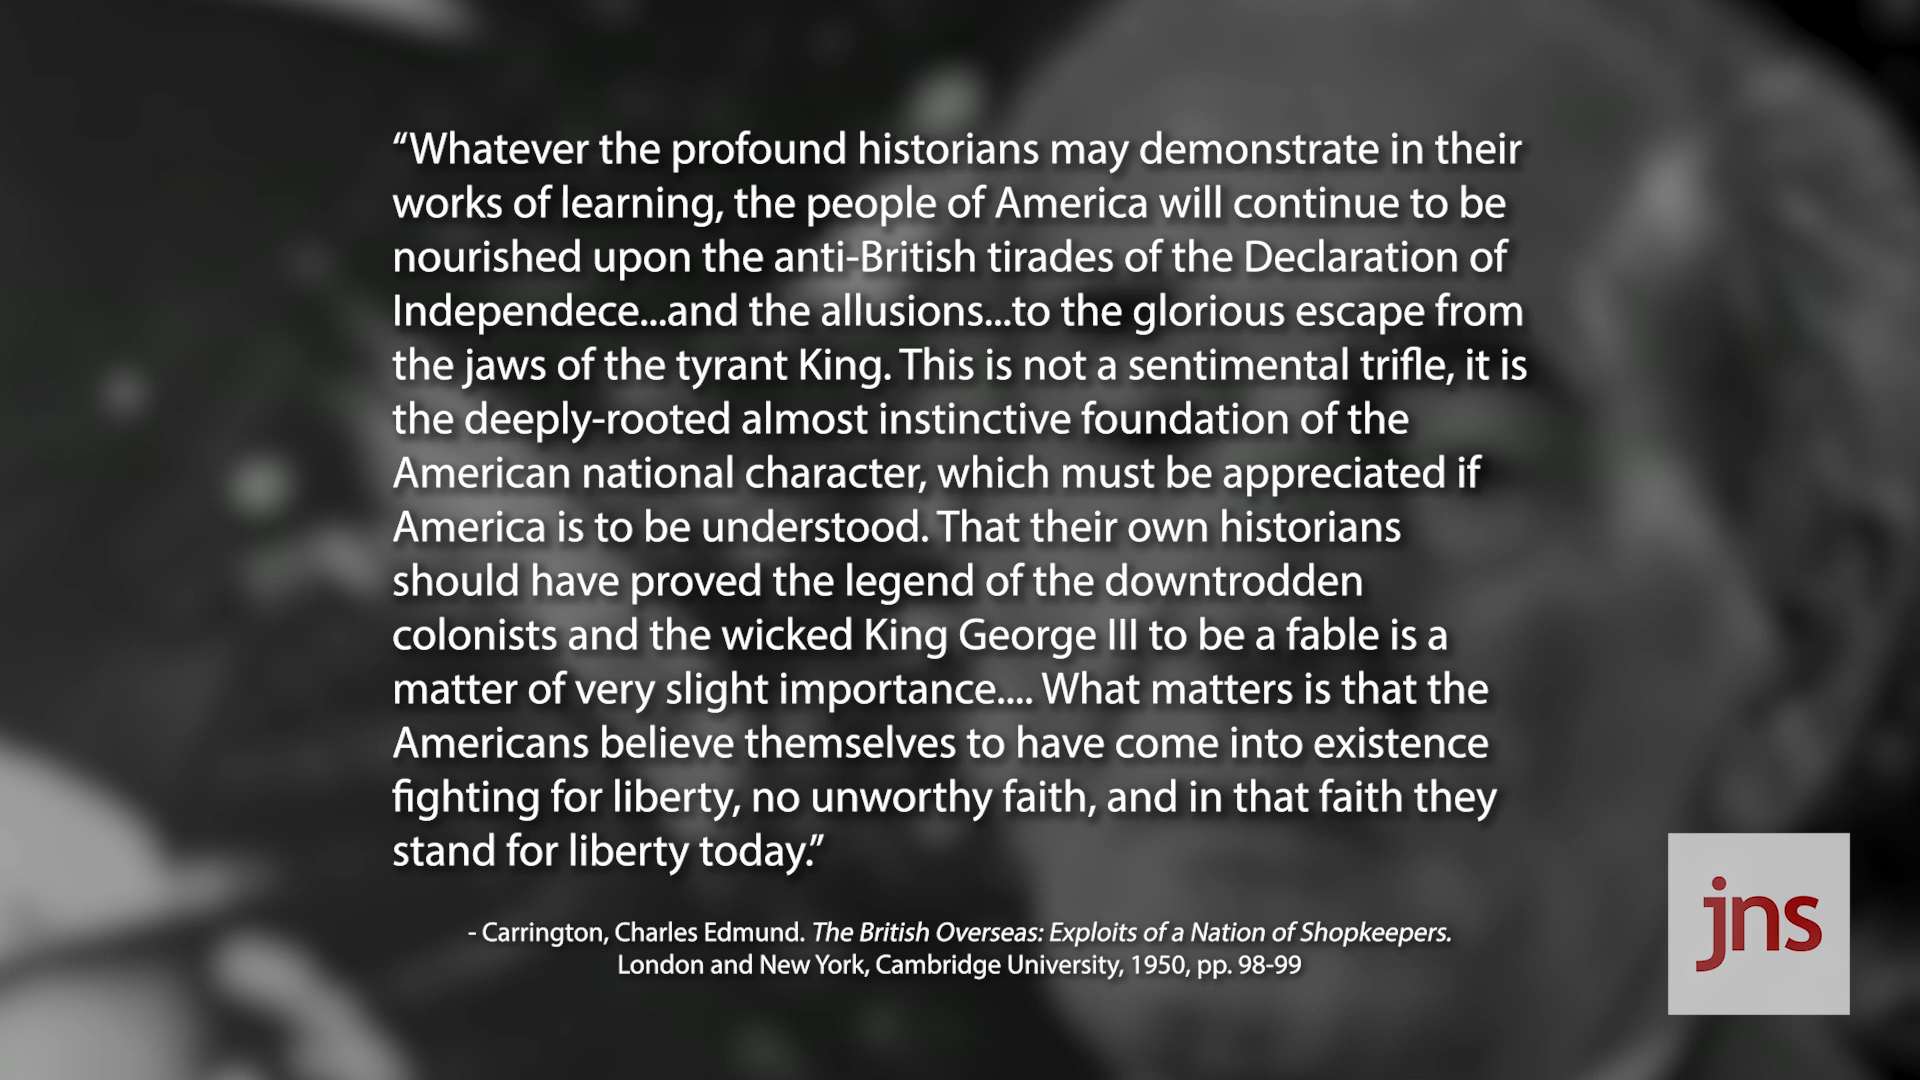 “Whatever the profound historians may demonstrate in their
works of learning, the people of America will continue to be
nourished upon the anti-British tirades of the Declaration of
Independece...and the allusions...to the glorious escape from
the jaws of the tyrant King. This is not a sentimental trifle, it is
the deeply-rooted almost instinctive foundation of the
American national character, which must be appreciated if
America is to be understood. That their own historians
should have proved the legend of the downtrodden
colonists and the wicked King George III to be a fable is a
matter of very slight importance.... What matters is that the
Americans believe themselves to have come into existence
fighting for liberty, no unworthy faith, and in that faith they
stand for liberty today.”
- Carrington, Charles Edmund. The British Overseas: Exploits of a Nation of Shopkeepers.
London and New York, Cambridge University, 1950, pp. 98-99
jns